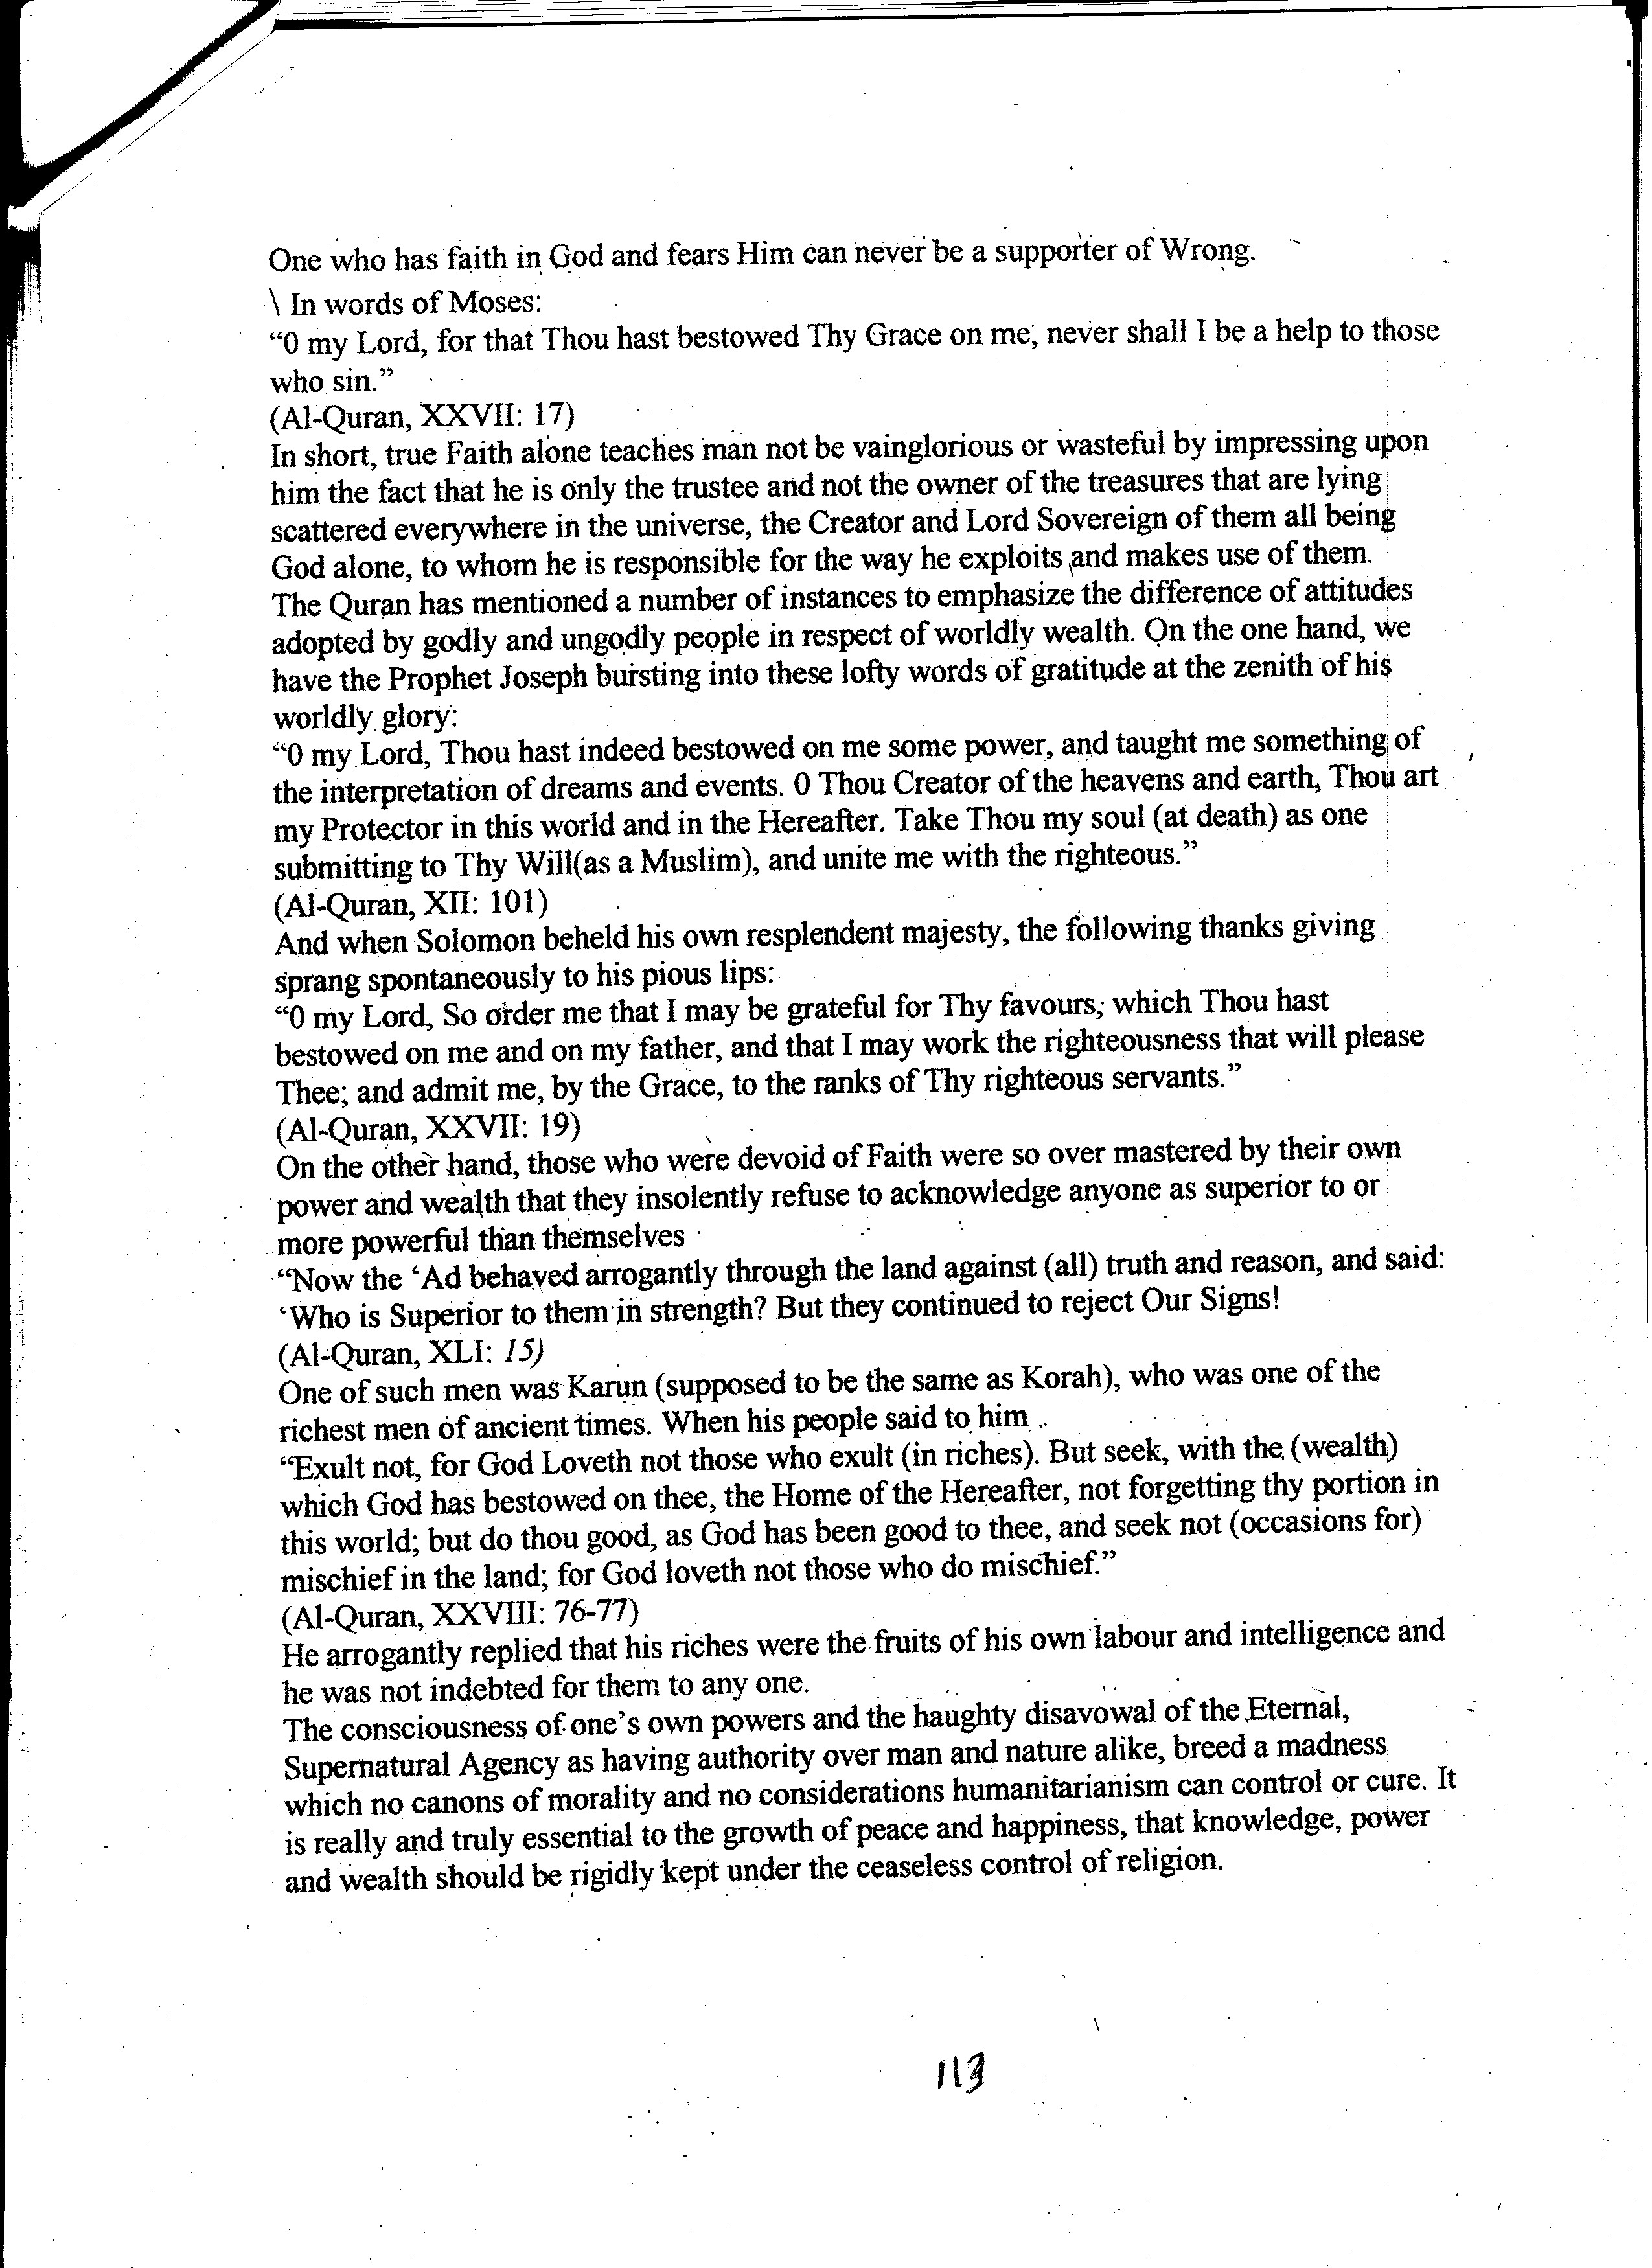 One who has faith in God and fears Him can never be a supporter of Wrong.
\ In words of Moses:
“0 my Lord, for that Thou hast bestowed Thy Grace on me, never shall I be a help to those
who sin.”
(Al-Quran, XXVII: 17)
In short, true Faith alone teaches man not be vainglorious or wasteful by impressing upon
him the fact that he is only the trustee and not the owner of the treasures that are lying
scattered everywhere in the universe, the Creator and Lord Sovereign of them all being
God alone, to whom he is responsible for the way he exploits and makes use of them.
The Quran has mentioned a number of instances to emphasize the difference of attitudes
adopted by godly and ungodly people in respect of worldly wealth. On the one hand, we
have the Prophet Joseph bursting into these lofty words of gratitude at the zenith of his
worldly glory:
“0 my Lord, Thou hast indeed bestowed on me some power, and taught me something of
the interpretation of dreams and events. 0 Thou Creator of the heavens and earth, Thou art
my Protector in this world and in the Hereafter. Take Thou my soul (at death) as one
submitting to Thy Will(as a Muslim), and unite me with the righteous.”
(Al-Quran, XII: 101)
And when Solomon beheld his own resplendent majesty, the following thanks giving
sprang spontaneously to his pious lips:
“0 my Lord, So order me that I may be grateful for Thy favours, which Thou hast
bestowed on me and on my father, and that I may work the righteousness that will please
Thee; and admit me, by the Grace, to the ranks of Thy righteous servants.”
(Al-Quran, XXVII: 19)
On the other hand, those who were devoid of Faith were so over mastered by their own
power and wealth that they insolently refuse to acknowledge anyone as superior to or
more powerful than themselves
“Now the ‘Ad behaved arrogantly through the land against (all) truth and reason, and said:
‘Who is Superior to them in strength? But they continued to reject Our Signs!
(Al-Quran, XLI: 15)
One of such men was Karun (supposed to be the same as Korah), who was one of the
richest men of ancient times. When his people said to him ..
“Exult not, for God Loveth not those who exult (in riches). But seek, with the (wealth)
which God has bestowed on thee, the Home of the Hereafter, not forgetting thy portion in
this world; but do thou good, as God has been good to thee, and seek not (occasions for)
mischief in the land; for God loveth not those who do mischief.”
(Al-Quran, XXVIII: 76-77)
He arrogantly replied that his riches were the fruits of his own labour and intelligence and
he was not indebted for them to any one.
The consciousness of one’s own powers and the haughty disavowal of the Eternal,
Supernatural Agency as having authority over man and nature alike, breed a madness
which no canons of morality and no considerations humanitarianism can control or cure. It
is really and truly essential to the growth of peace and happiness, that knowledge, power
and wealth should be rigidly kept under the ceaseless control of religion.
113